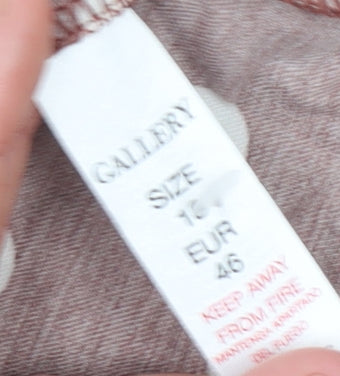 GALLERY
SIZE
EUR
46
KEEP AWAY
FROM FIRE
MANTENGA APARTADO
DEL FUEGO